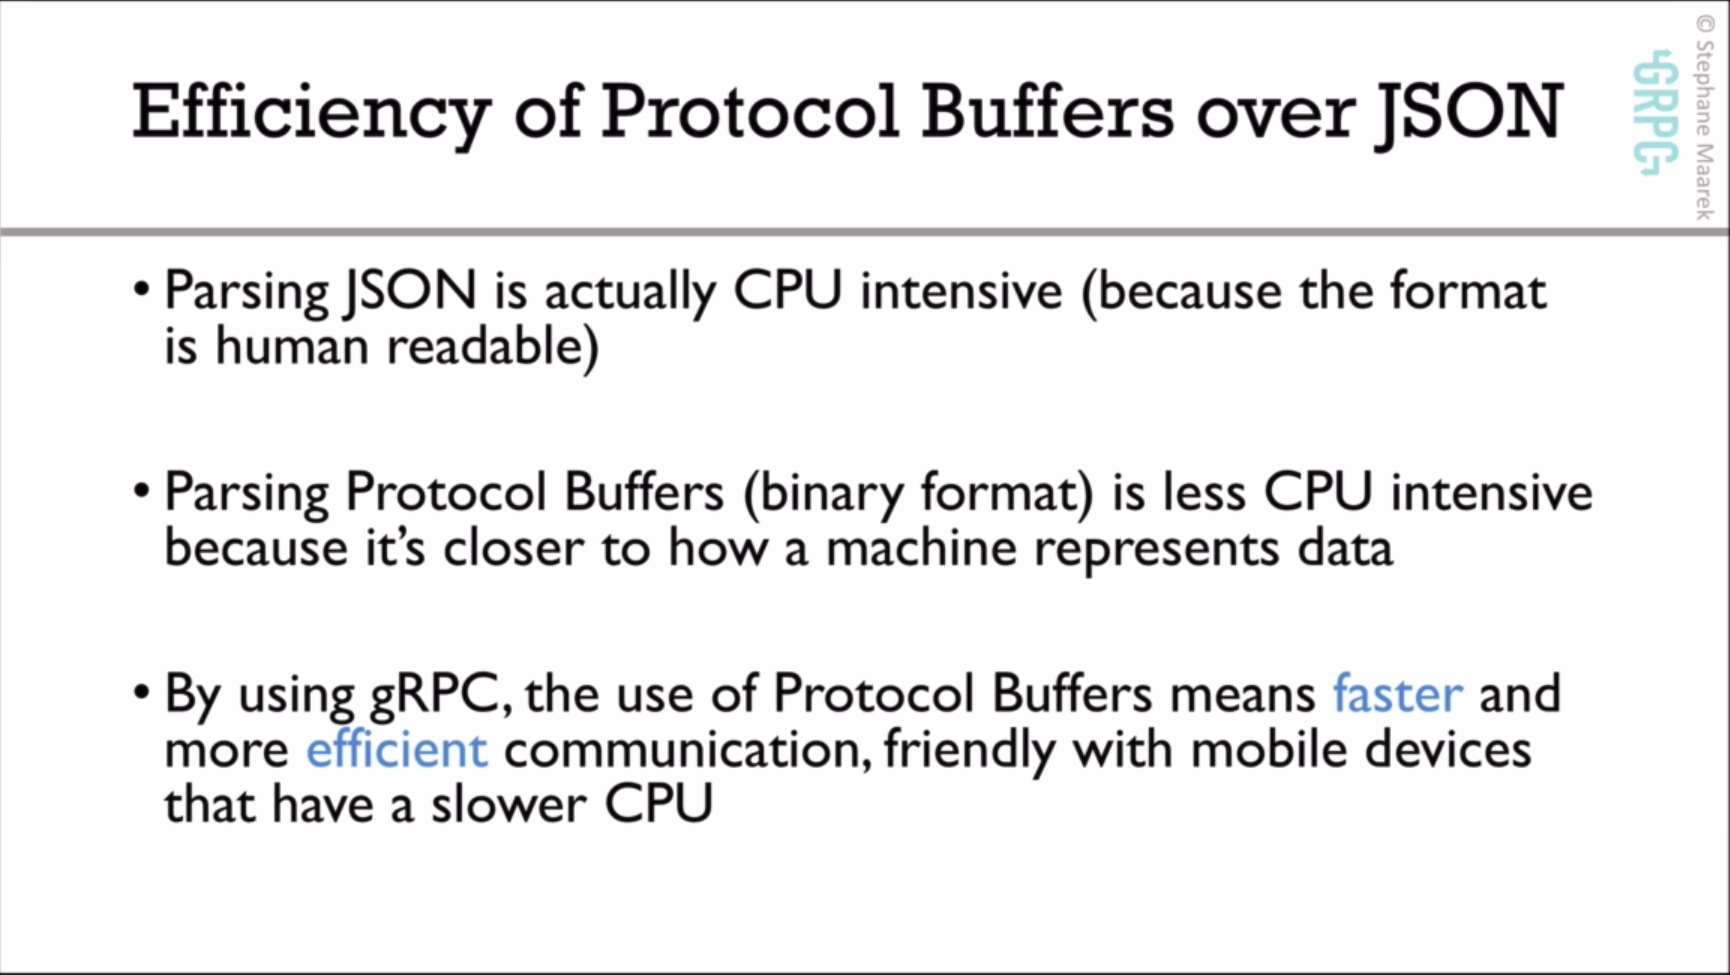 Efficiency of Protocol Buffers over JSON
gRPC
© Stephane Maarek
• Parsing JSON is actually CPU intensive (because the format
is human readable)
• Parsing Protocol Buffers (binary format) is less CPU intensive
because it’s closer to how a machine represents data
• By using gRPC, the use of Protocol Buffers means faster and
more efficient communication, friendly with mobile devices
that have a slower CPU